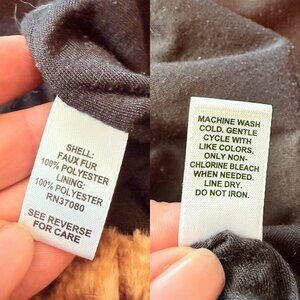 SHELL:
FAUX FUR
100% POLYESTER
LINING:
100% POLYESTER
RN37080
SEE REVERSE
FOR CARE
MACHINE WASH
COLD, GENTLE
CYCLE WITH
LIKE COLORS.
ONLY NON-
CHLORINE BLEACH
WHEN NEEDED.
LINE DRY.
DO NOT IRON.